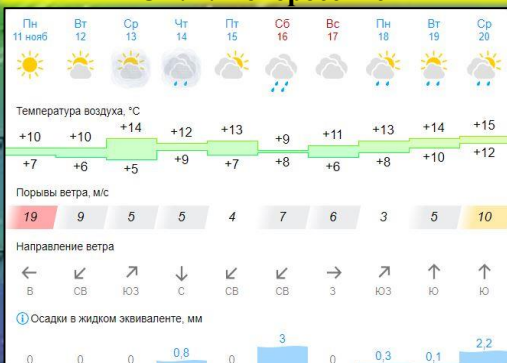 Пн Вт Ср Чт Пт Сб Вс Пн Вт Ср
11 нояб 12 13 14 15 16 17 18 19 20
Температура воздуха, °C
+10 +10 +14 +12 +13 +9 +11 +13 +14 +15
+7 +6 +5 +9 +7 +8 +6 +8 +10 +12
Порывы ветра, м/с
19 9 5 5 4 7 6 3 5 10
Направление ветра
В СВ ЮЗ С СВ СВ З ЮЗ Ю Ю
Осадки в жидком эквиваленте, мм
0 0 0 0,8 0 3 0 0,3 0,1 2,2